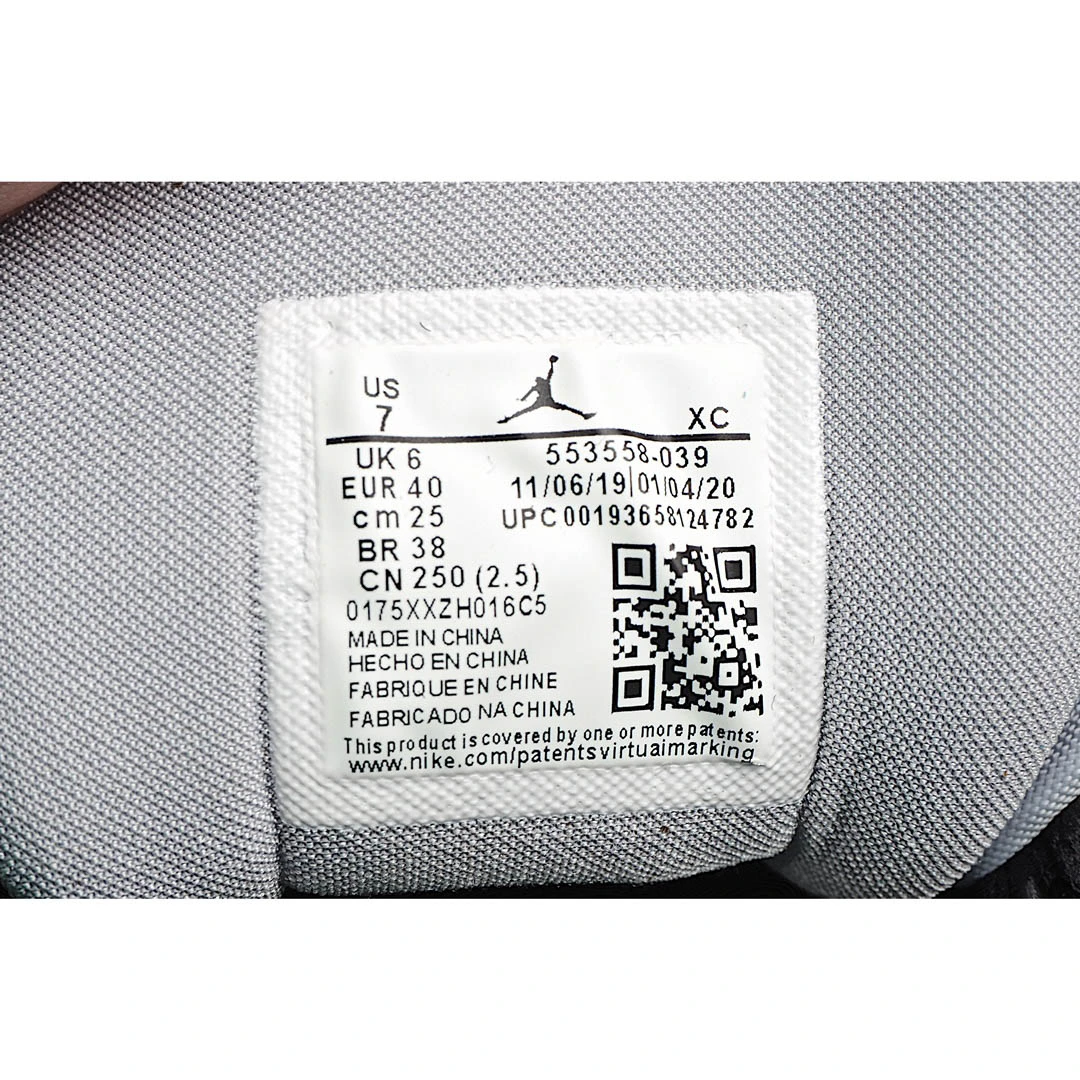 US
7 XC
UK 6 553558-039
EUR 40 11/06/19|01/04/20
cm 25 UPC 00193658124782
BR 38
CN 250 (2.5)
0175XXZH016C5
MADE IN CHINA
HECHO EN CHINA
FABRIQUE EN CHINE
FABRICADO NA CHINA
This product is covered by one or more patents:
www.nike.com/patentsvirtuaimarking